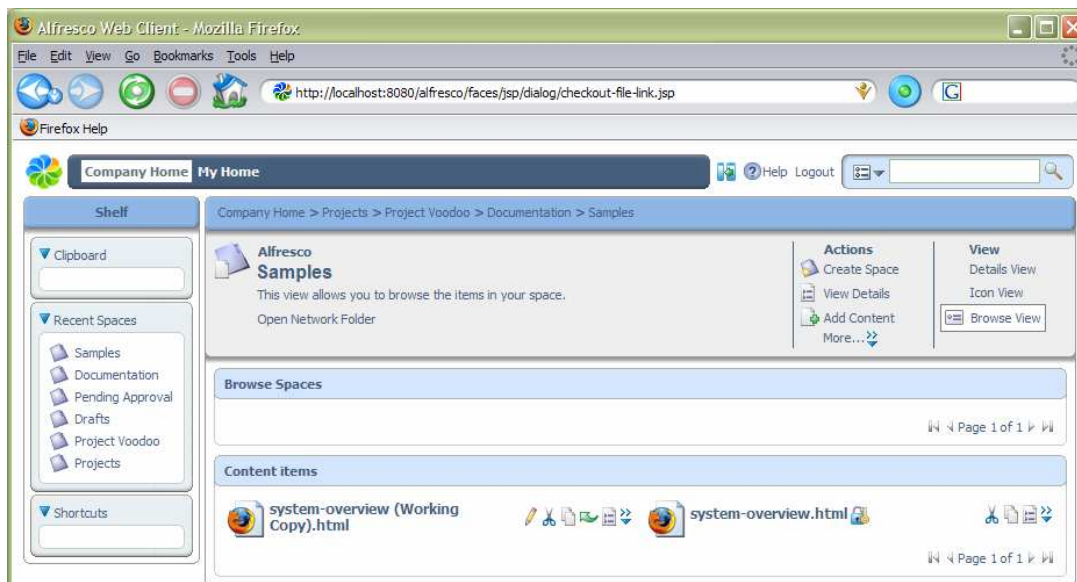 Alfresco Web Client - Mozilla Firefox
File Edit View Go Bookmarks Tools Help
http://localhost:8080/alfresco/faces/jsp/dialog/checkout-file-link.jsp
G
Firefox Help
Company Home My Home
Help Logout
Shelf
Company Home > Projects > Project Voodoo > Documentation > Samples
Clipboard
Recent Spaces
Samples
Documentation
Pending Approval
Drafts
Project Voodoo
Projects
Shortcuts
Alfresco
Samples
This view allows you to browse the items in your space.
Open Network Folder
Actions
Create Space
View Details
Add Content
More...
View
Details View
Icon View
Browse View
Browse Spaces
Page 1 of 1
Content items
system-overview (Working
Copy).html
system-overview.html
Page 1 of 1